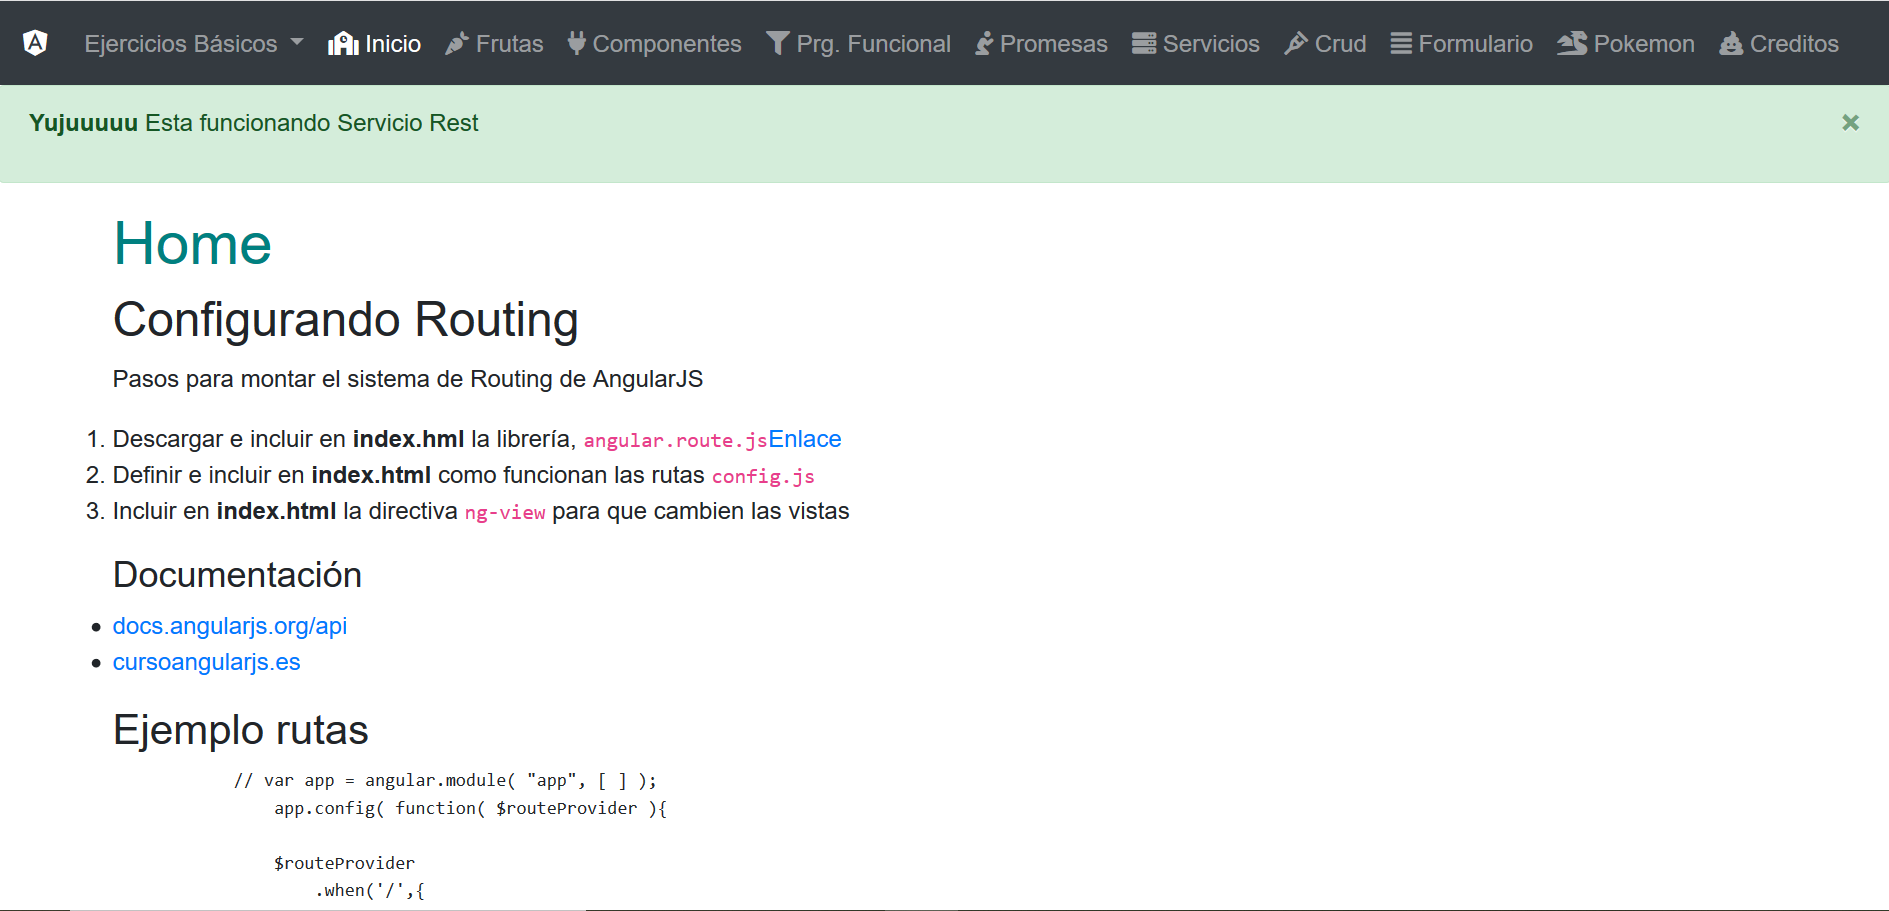 Ejercicios Básicos Inicio Frutas Componentes Prg. Funcional Promesas Servicios Crud Formulario Pokemon Creditos
Yujuuuuu Esta funcionando Servicio Rest ×
Home
Configurando Routing
Pasos para montar el sistema de Routing de AngularJS
1. Descargar e incluir en index.hml la librería, angular.route.jsEnlace
2. Definir e incluir en index.html como funcionan las rutas config.js
3. Incluir en index.html la directiva ng-view para que cambien las vistas
Documentación
docs.angularjs.org/api
cursoangularjs.es
Ejemplo rutas
// var app = angular.module( "app", [ ] );
app.config( function( $routeProvider ){
$routeProvider
.when('/',{